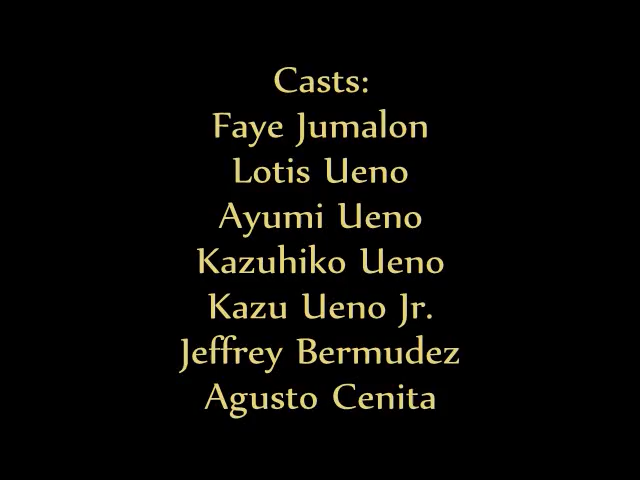 Casts:
Faye Jumalon
Lotis Ueno
Ayumi Ueno
Kazuhiko Ueno
Kazu Ueno Jr.
Jeffrey Bermudez
Agusto Cenita